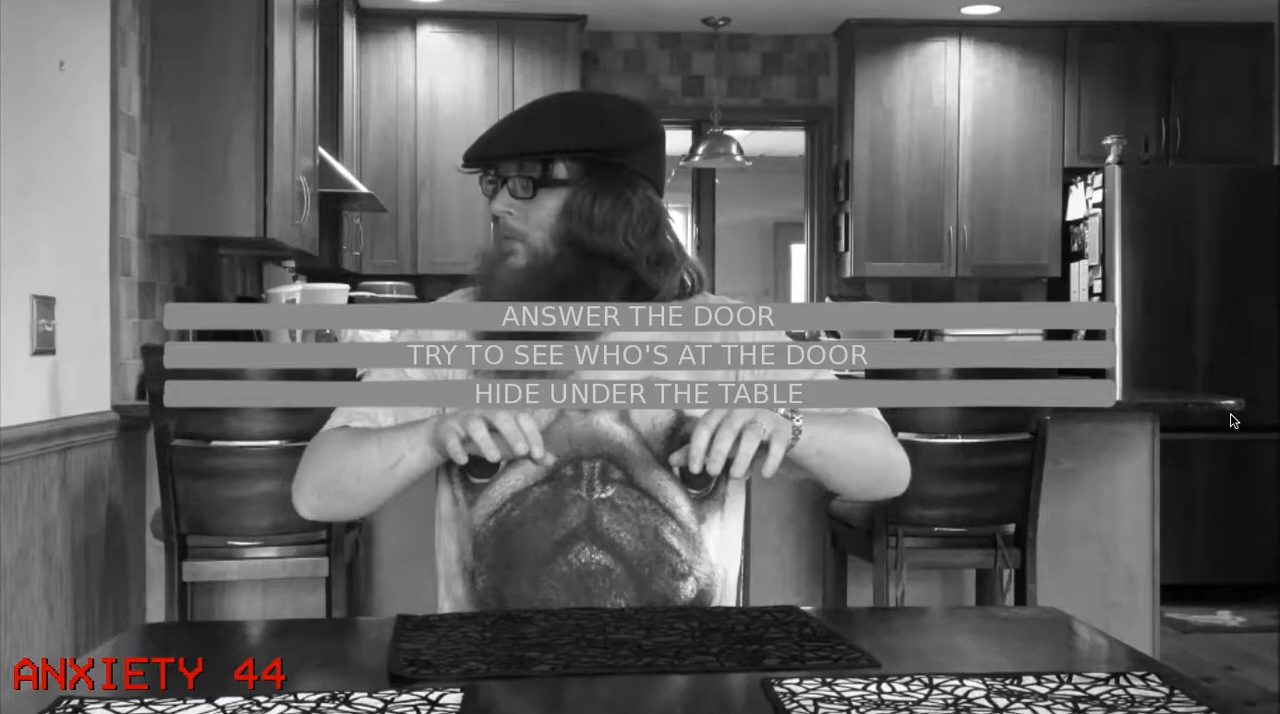 ANSWER THE DOOR
TRY TO SEE WHO'S AT THE DOOR
HIDE UNDER THE TABLE
ANXIETY 44